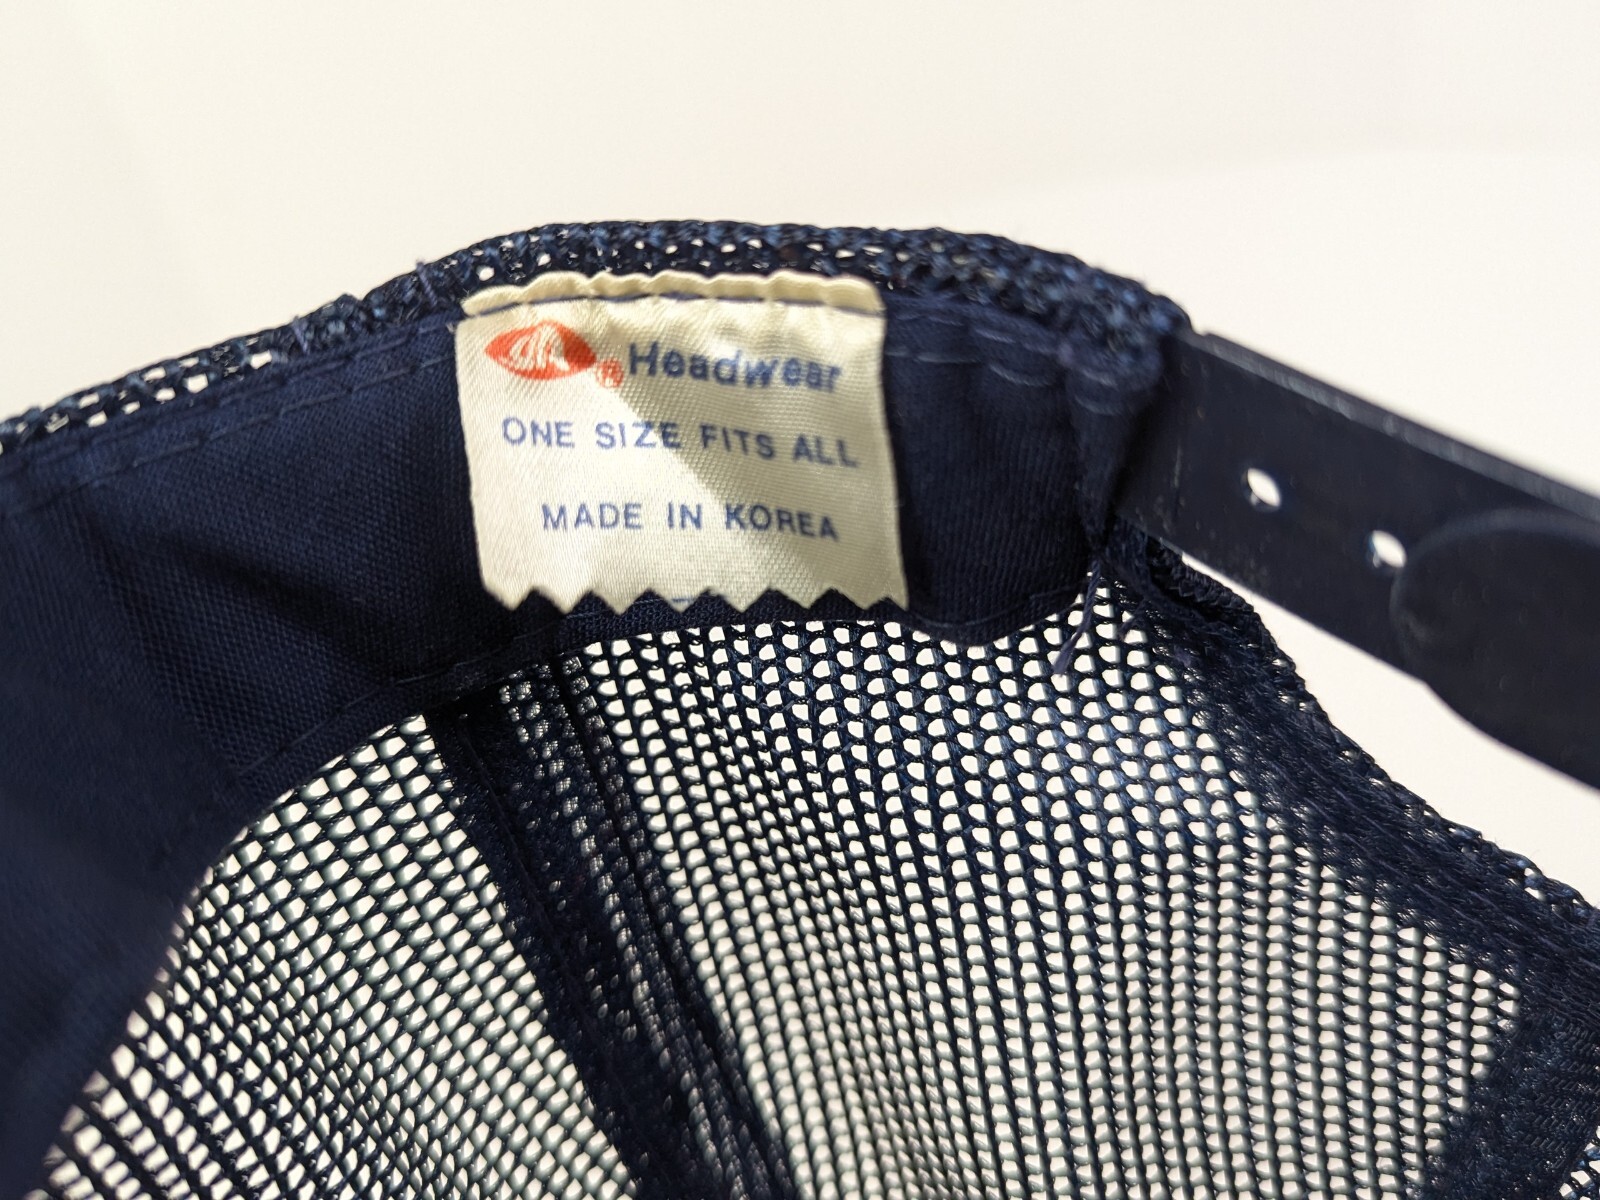 ® Headwear
ONE SIZE FITS ALL
MADE IN KOREA